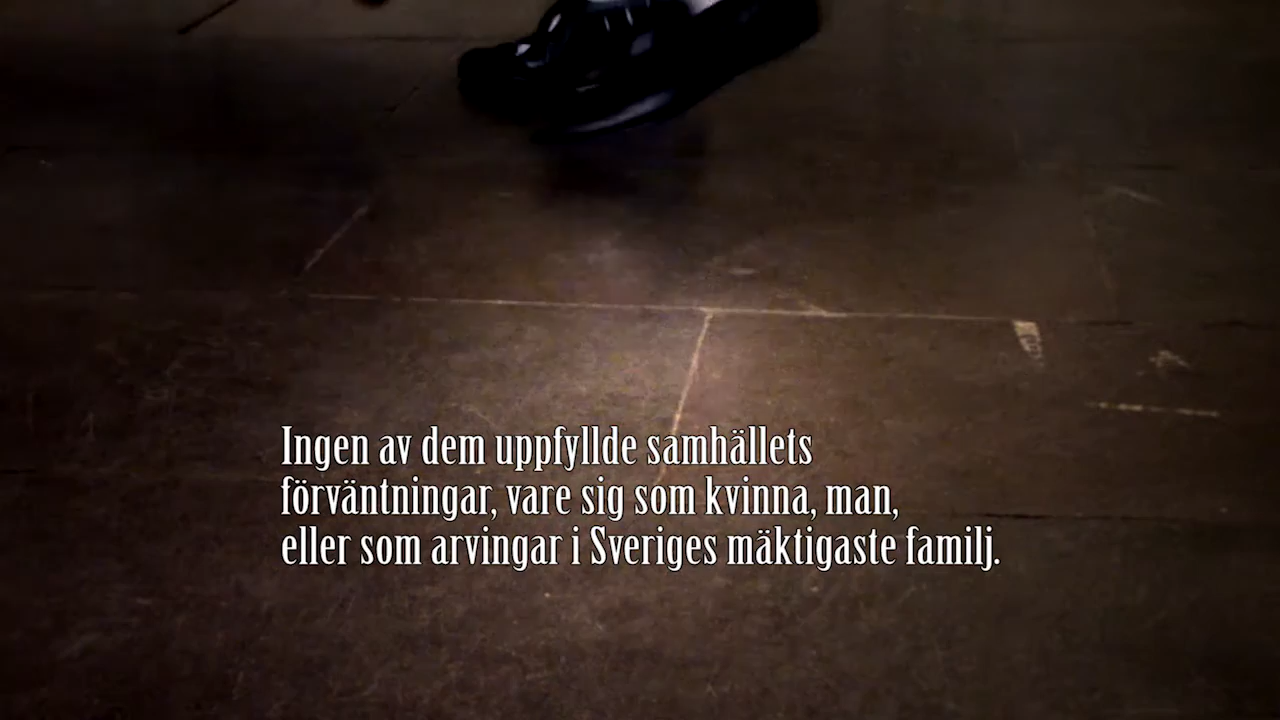 Ingen av dem uppfyllde samhällets
förväntningar, vare sig som kvinna, man,
eller som arvingar i Sveriges mäktigaste familj.